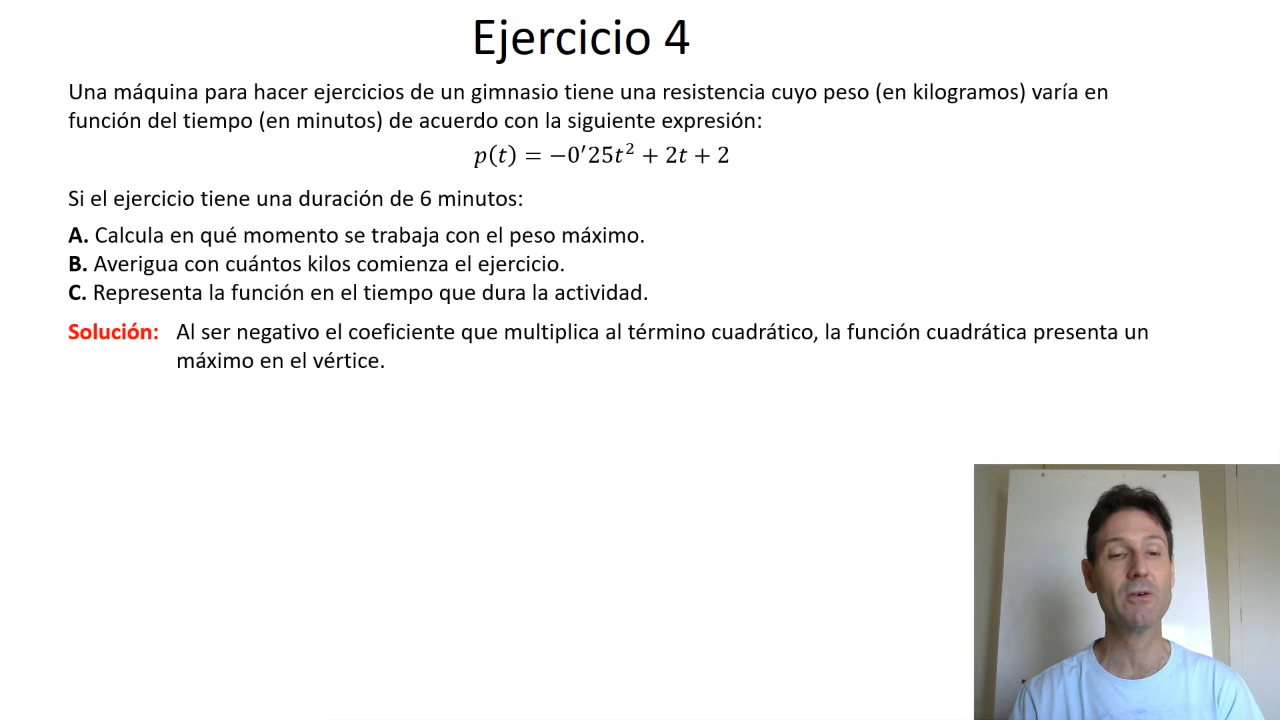 Ejercicio 4
Una máquina para hacer ejercicios de un gimnasio tiene una resistencia cuyo peso (en kilogramos) varía en
función del tiempo (en minutos) de acuerdo con la siguiente expresión:
p(t) = −0′25t² + 2t + 2
Si el ejercicio tiene una duración de 6 minutos:
A. Calcula en qué momento se trabaja con el peso máximo.
B. Averigua con cuántos kilos comienza el ejercicio.
C. Representa la función en el tiempo que dura la actividad.
Solución: Al ser negativo el coeficiente que multiplica al término cuadrático, la función cuadrática presenta un
máximo en el vértice.